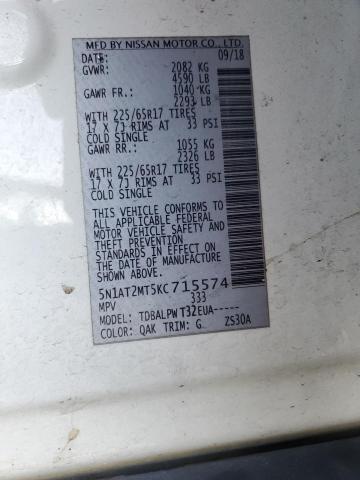 MFD BY NISSAN MOTOR CO., LTD.
DATE: 09/18
GVWR: 2082 KG
4590 LB
GAWR FR.: 1040 KG
2293 LB
WITH 225/65R17 TIRES
17 X 7J RIMS AT 33 PSI
COLD SINGLE
GAWR RR.: 1055 KG
2326 LB
WITH 225/65R17 TIRES
17 X 7J RIMS AT 33 PSI
COLD SINGLE
THIS VEHICLE CONFORMS TO
ALL APPLICABLE FEDERAL
MOTOR VEHICLE SAFETY AND
THEFT PREVENTION
STANDARDS IN EFFECT ON
THE DATE OF MANUFACTURE
SHOWN ABOVE.
5N1AT2MT5KC715574
MPV 333
MODEL: TDBALPWT32EUA-----
COLOR: QAK TRIM: G ZS30A